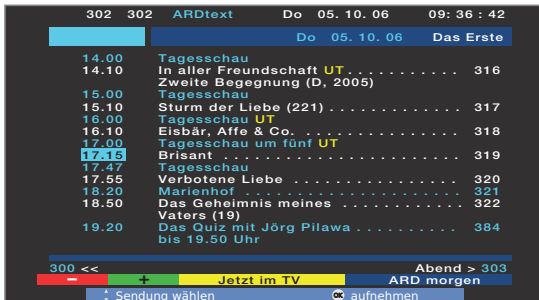 302 302 ARDtext Do 05. 10. 06 09: 36 : 42
Do 05. 10. 06 Das Erste
14.00 Tagesschau
14.10 In aller Freundschaft UT . . . . . . . . . . . 316
Zweite Begegnung (D, 2005)
15.00 Tagesschau
15.10 Sturm der Liebe (221) . . . . . . . . . . . . . 317
16.00 Tagesschau UT
16.10 Eisbär, Affe & Co. . . . . . . . . . . . . . . . . 318
17.00 Tagesschau um fünf UT
17.15 Brisant . . . . . . . . . . . . . . . . . . . . . . . 319
17.47 Tagesschau
17.55 Verbotene Liebe . . . . . . . . . . . . . . . . . 320
18.20 Marienhof . . . . . . . . . . . . . . . . . . . . . 321
18.50 Das Geheimnis meines . . . . . . . . . . . 322
Vaters (19)
19.20 Das Quiz mit Jörg Pilawa . . . . . . . . . . 384
bis 19.50 Uhr
300 << Abend > 303
− + Jetzt im TV ARD morgen
Sendung wählen OK aufnehmen